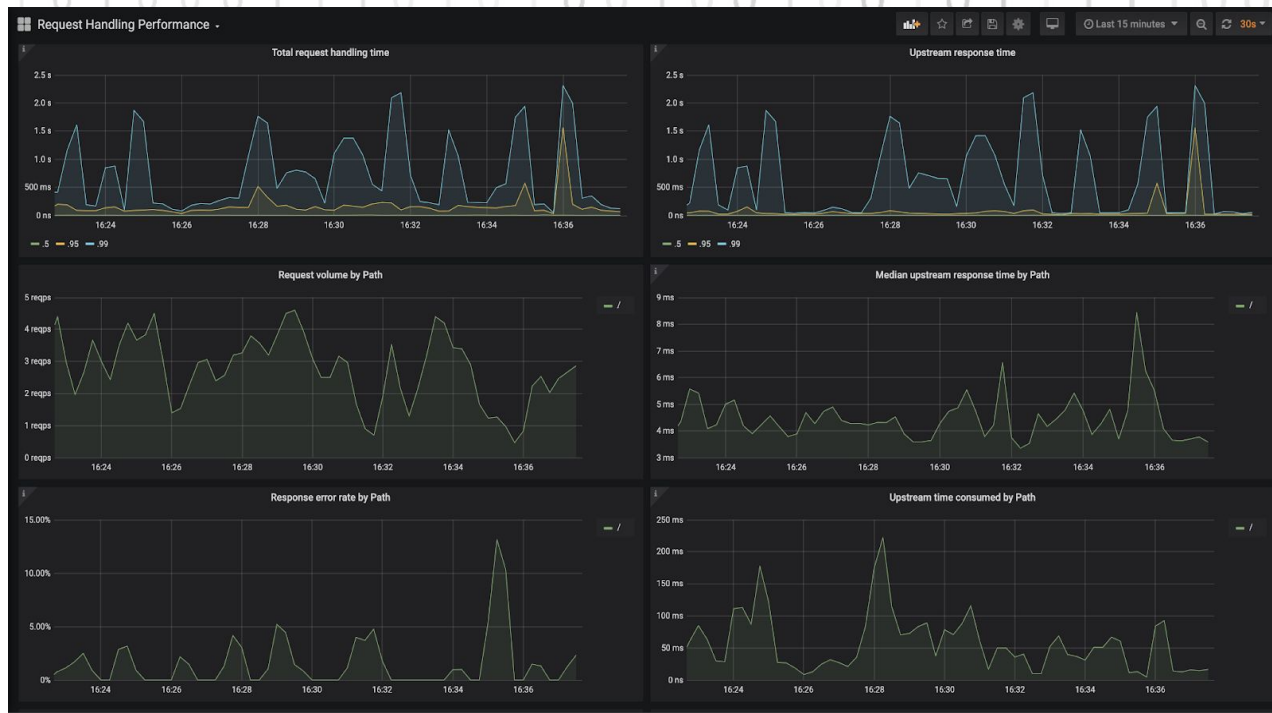 Request Handling Performance
Last 15 minutes
30s
Total request handling time
2.5 s
2.0 s
1.5 s
1.0 s
500 ms
0 ns
16:24 16:26 16:28 16:30 16:32 16:34 16:36
.5 .95 .99
Upstream response time
2.5 s
2.0 s
1.5 s
1.0 s
500 ms
0 ns
16:24 16:26 16:28 16:30 16:32 16:34 16:36
.5 .95 .99
Request volume by Path
5 reqps
4 reqps
3 reqps
2 reqps
1 reqps
0 reqps
16:24 16:26 16:28 16:30 16:32 16:34 16:36
/
Median upstream response time by Path
9 ms
8 ms
7 ms
6 ms
5 ms
4 ms
3 ms
16:24 16:26 16:28 16:30 16:32 16:34 16:36
/
Response error rate by Path
15.00%
10.00%
5.00%
0%
16:24 16:26 16:28 16:30 16:32 16:34 16:36
/
Upstream time consumed by Path
250 ms
200 ms
150 ms
100 ms
50 ms
0 ns
16:24 16:26 16:28 16:30 16:32 16:34 16:36
/